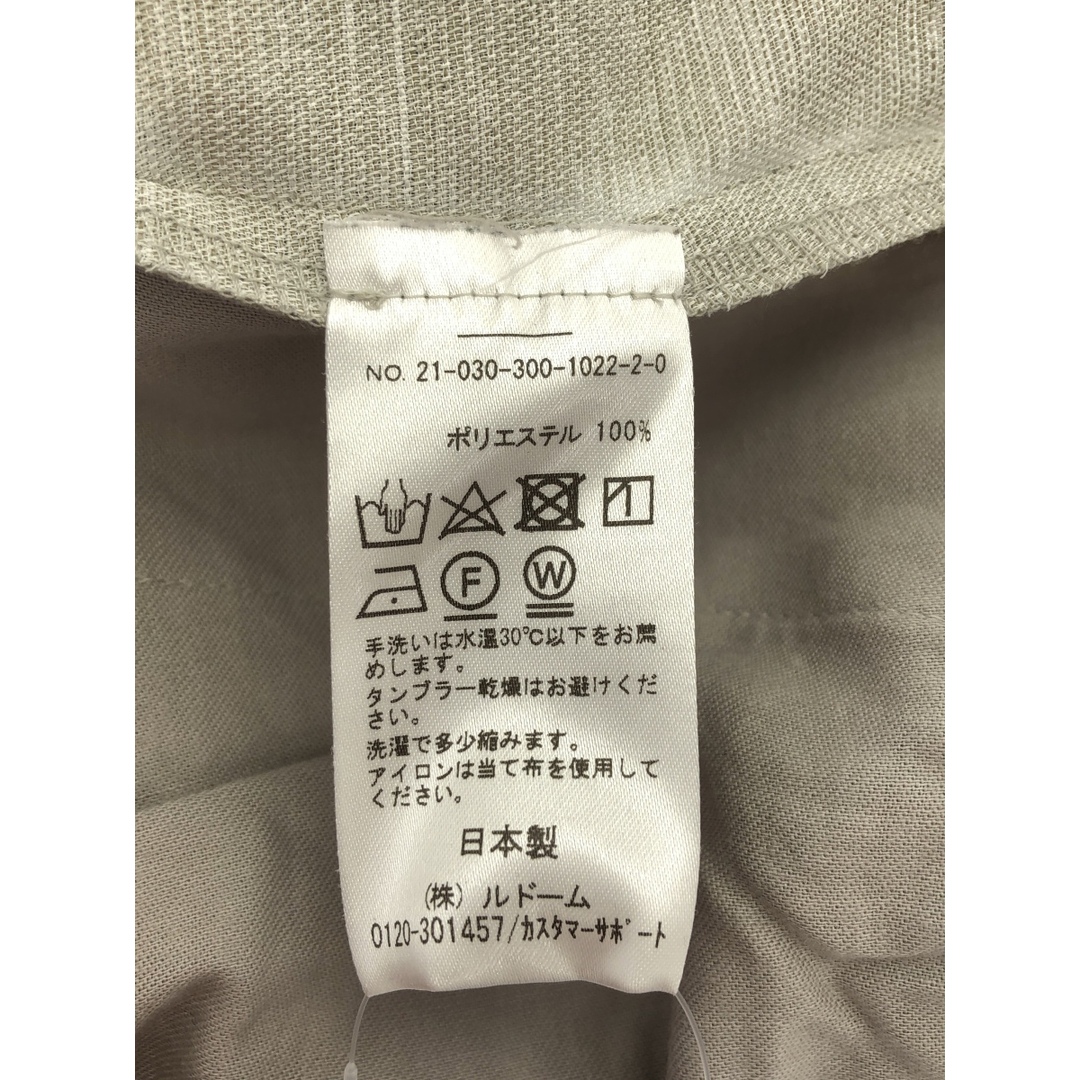 NO. 21-030-300-1022-2-0
ポリエステル 100%
F W
手洗いは水温30℃以下をお薦
めします。
タンブラー乾燥はお避けくだ
さい。
洗濯で多少縮みます。
アイロンは当て布を使用して
ください。
日本製
(株) ルドーム
0120-301457/ｶｽﾀﾏｰｻﾎﾟｰﾄ